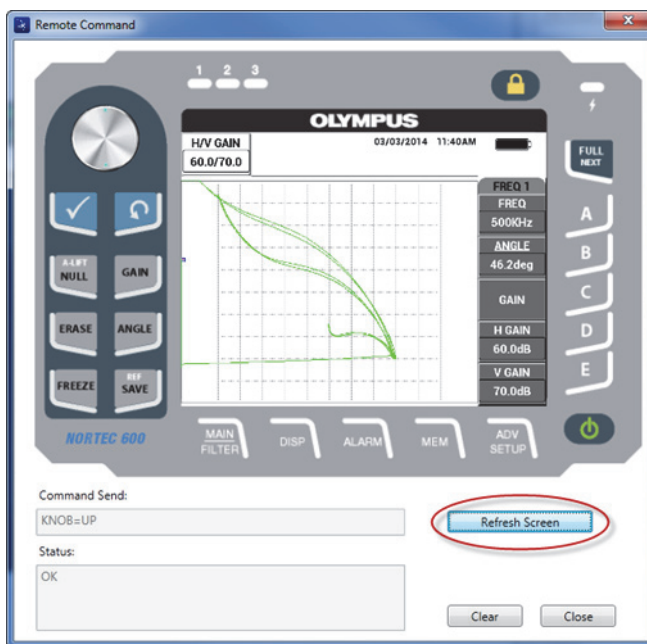 Remote Command
1 2 3
OLYMPUS
H/V GAIN
60.0/70.0
03/03/2014 11:40AM
FULL
NEXT
FREQ 1
FREQ
500KHz
ANGLE
46.2deg
GAIN
H GAIN
60.0dB
V GAIN
70.0dB
A
B
C
D
E
A-LIFT
NULL
GAIN
ERASE
ANGLE
FREEZE
REF
SAVE
NORTEC 600
MAIN
FILTER
DISP
ALARM
MEM
ADV
SETUP
Command Send:
KNOB=UP
Refresh Screen
Status:
OK
Clear
Close